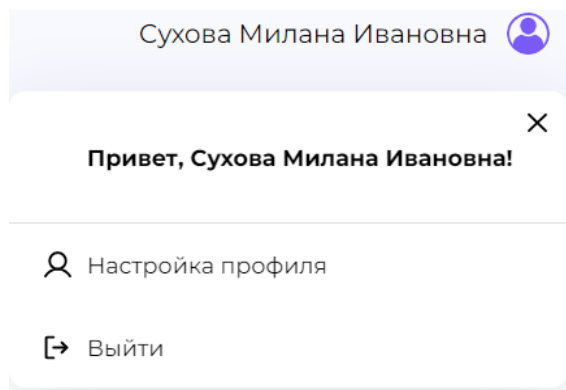 Сухова Милана Ивановна
Привет, Сухова Милана Ивановна!
Настройка профиля
Выйти